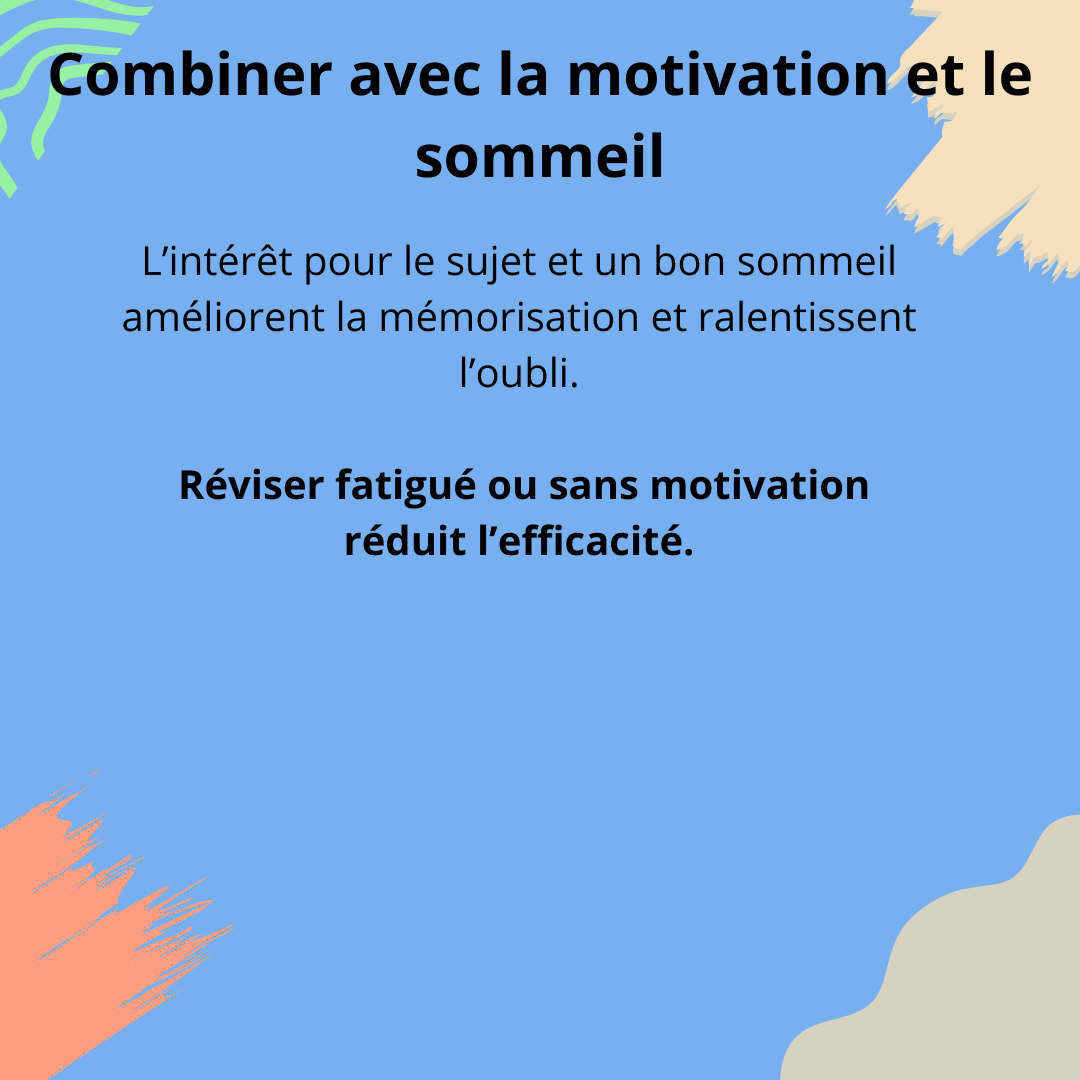 Combiner avec la motivation et le
sommeil
L’intérêt pour le sujet et un bon sommeil
améliorent la mémorisation et ralentissent
l’oubli.
Réviser fatigué ou sans motivation
réduit l’efficacité.